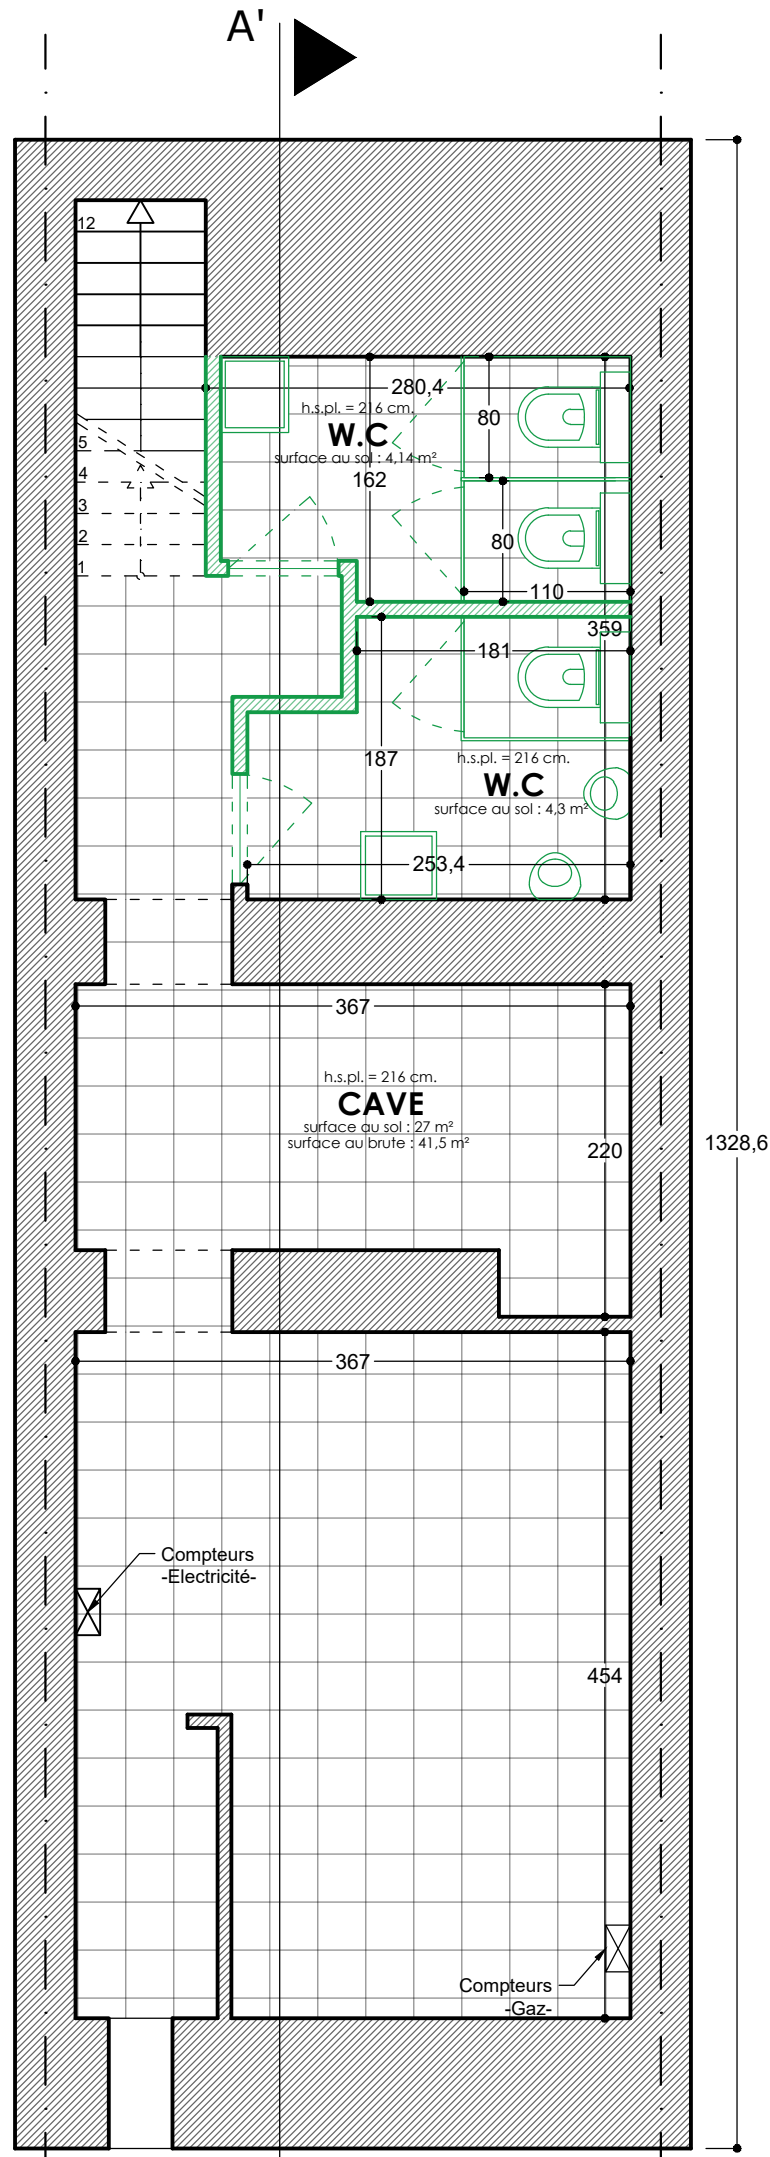 A'
12
5
4
3
2
1
280,4
h.s.pl. = 216 cm.
W.C
surface au sol : 4,14 m²
162
80
80
110
359
181
187
h.s.pl. = 216 cm.
W.C
surface au sol : 4,3 m²
253,4
367
h.s.pl. = 216 cm.
CAVE
surface au sol : 27 m²
surface au brute : 41,5 m²
220
1328,6
367
Compteurs
-Electricité-
454
Compteurs
-Gaz-